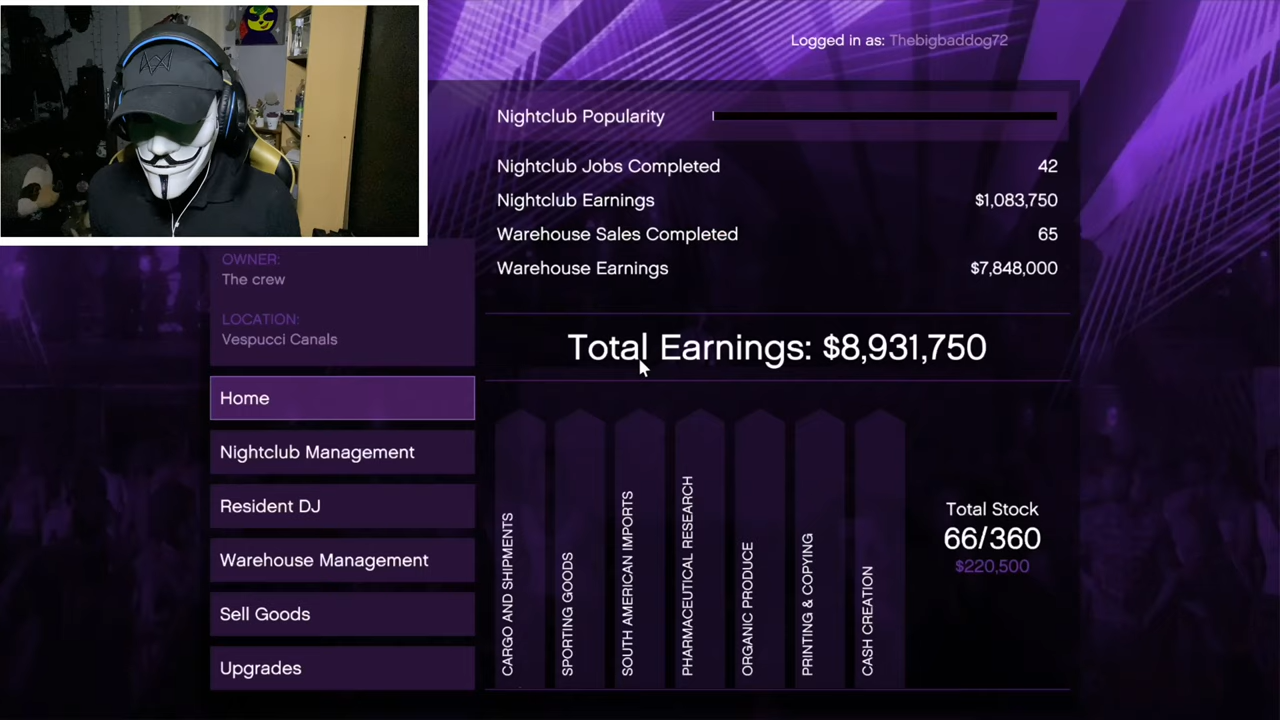 Logged in as: Thebigbaddog72
Nightclub Popularity
Nightclub Jobs Completed 42
Nightclub Earnings $1,083,750
Warehouse Sales Completed 65
Warehouse Earnings $7,848,000
OWNER:
The crew
LOCATION:
Vespucci Canals
Total Earnings: $8,931,750
Home
Nightclub Management
Resident DJ
Warehouse Management
Sell Goods
Upgrades
CARGO AND SHIPMENTS
SPORTING GOODS
SOUTH AMERICAN IMPORTS
PHARMACEUTICAL RESEARCH
ORGANIC PRODUCE
PRINTING & COPYING
CASH CREATION
Total Stock
66/360
$220,500